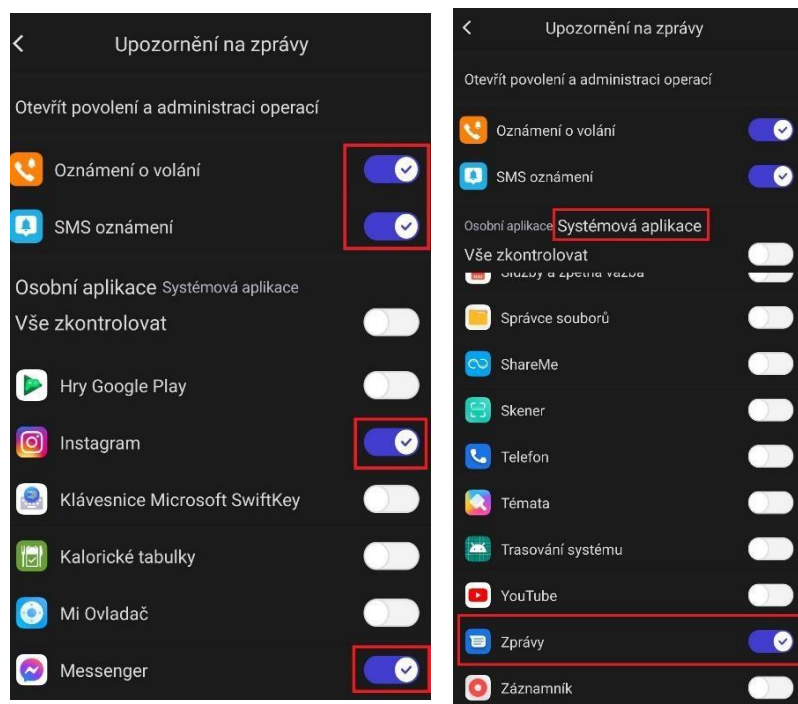 Upozornění na zprávy
Otevřít povolení a administraci operací
Oznámení o volání
SMS oznámení
Osobní aplikace Systémová aplikace
Vše zkontrolovat
Hry Google Play
Instagram
Klávesnice Microsoft SwiftKey
Kalorické tabulky
Mi Ovladač
Messenger
Upozornění na zprávy
Otevřít povolení a administraci operací
Oznámení o volání
SMS oznámení
Osobní aplikace Systémová aplikace
Vše zkontrolovat
Služby a zpětná vazba
Správce souborů
ShareMe
Skener
Telefon
Témata
Trasování systému
YouTube
Zprávy
Záznamník